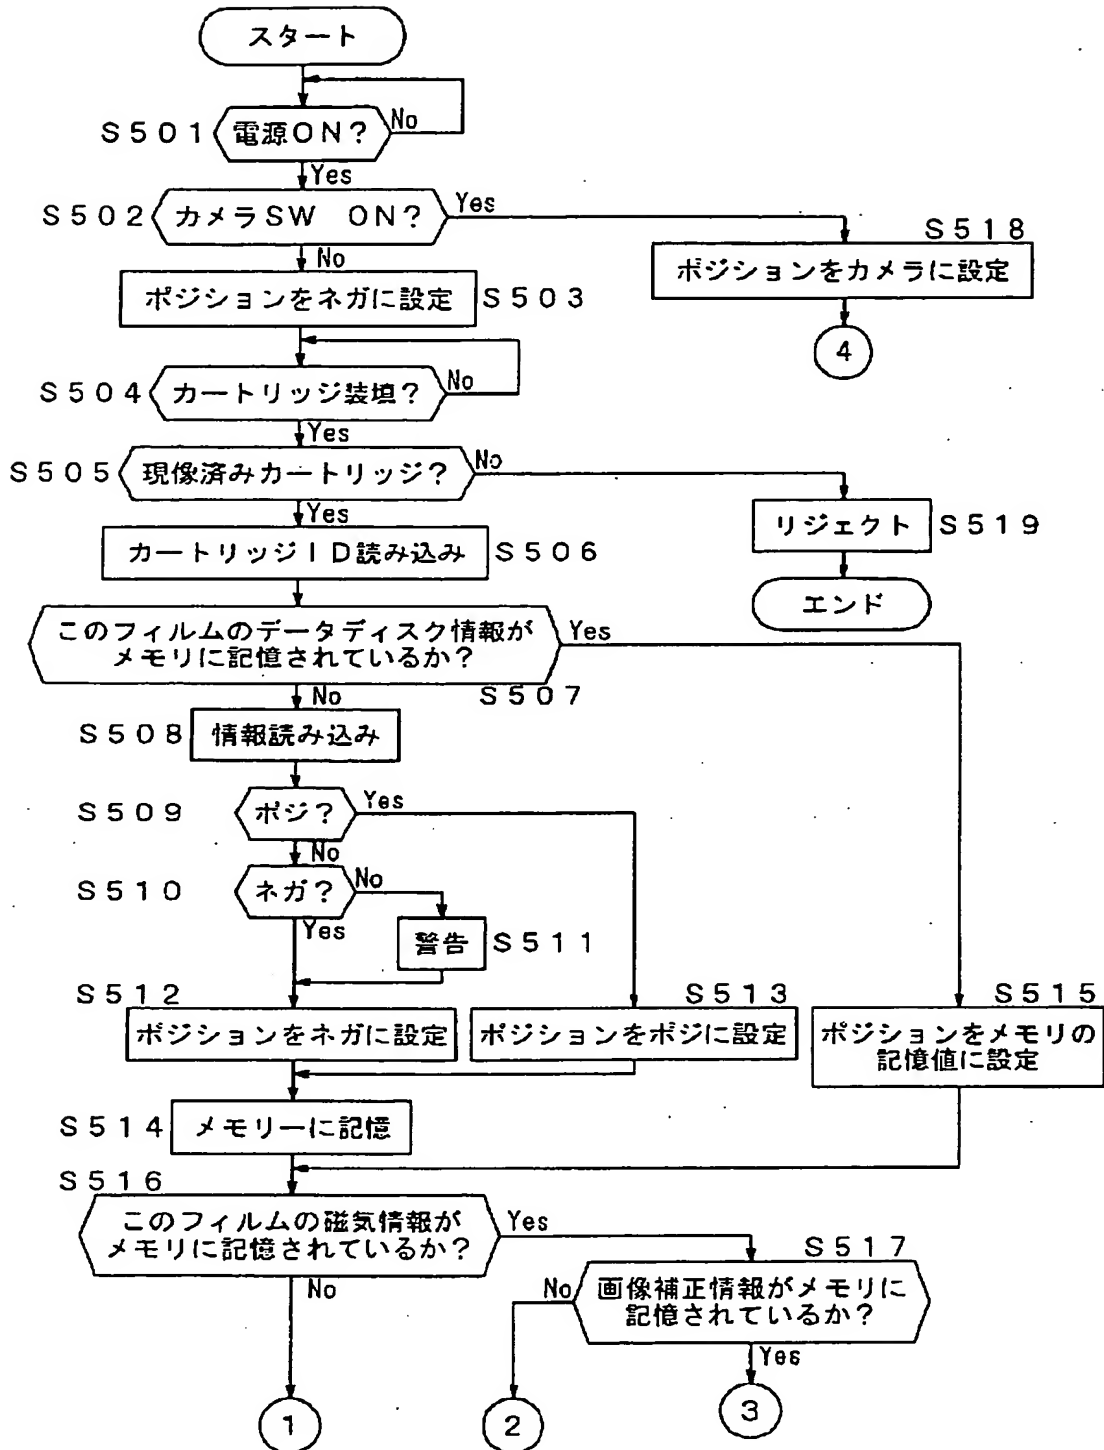 スタート
S501 電源ON? No
Yes
S502 カメラSW ON? Yes
S518
No
ポジションをカメラに設定
ポジションをネガに設定 S503
4
S504 カートリッジ装填? No
Yes
S505 現像済みカートリッジ? No
Yes
リジェクト S519
カートリッジID読み込み S506
エンド
このフィルムのデータディスク情報が
メモリに記憶されているか?
Yes
S507
No
S508 情報読み込み
S509 ポジ? Yes
No
S510 ネガ? No
Yes
警告 S511
S512
S513
S515
ポジションをネガに設定
ポジションをポジに設定
ポジションをメモリの
記憶値に設定
S514 メモリーに記憶
S516
このフィルムの磁気情報が
メモリに記憶されているか?
Yes
S517
No
画像補正情報がメモリに
記憶されているか?
No
Yes
1
2
3